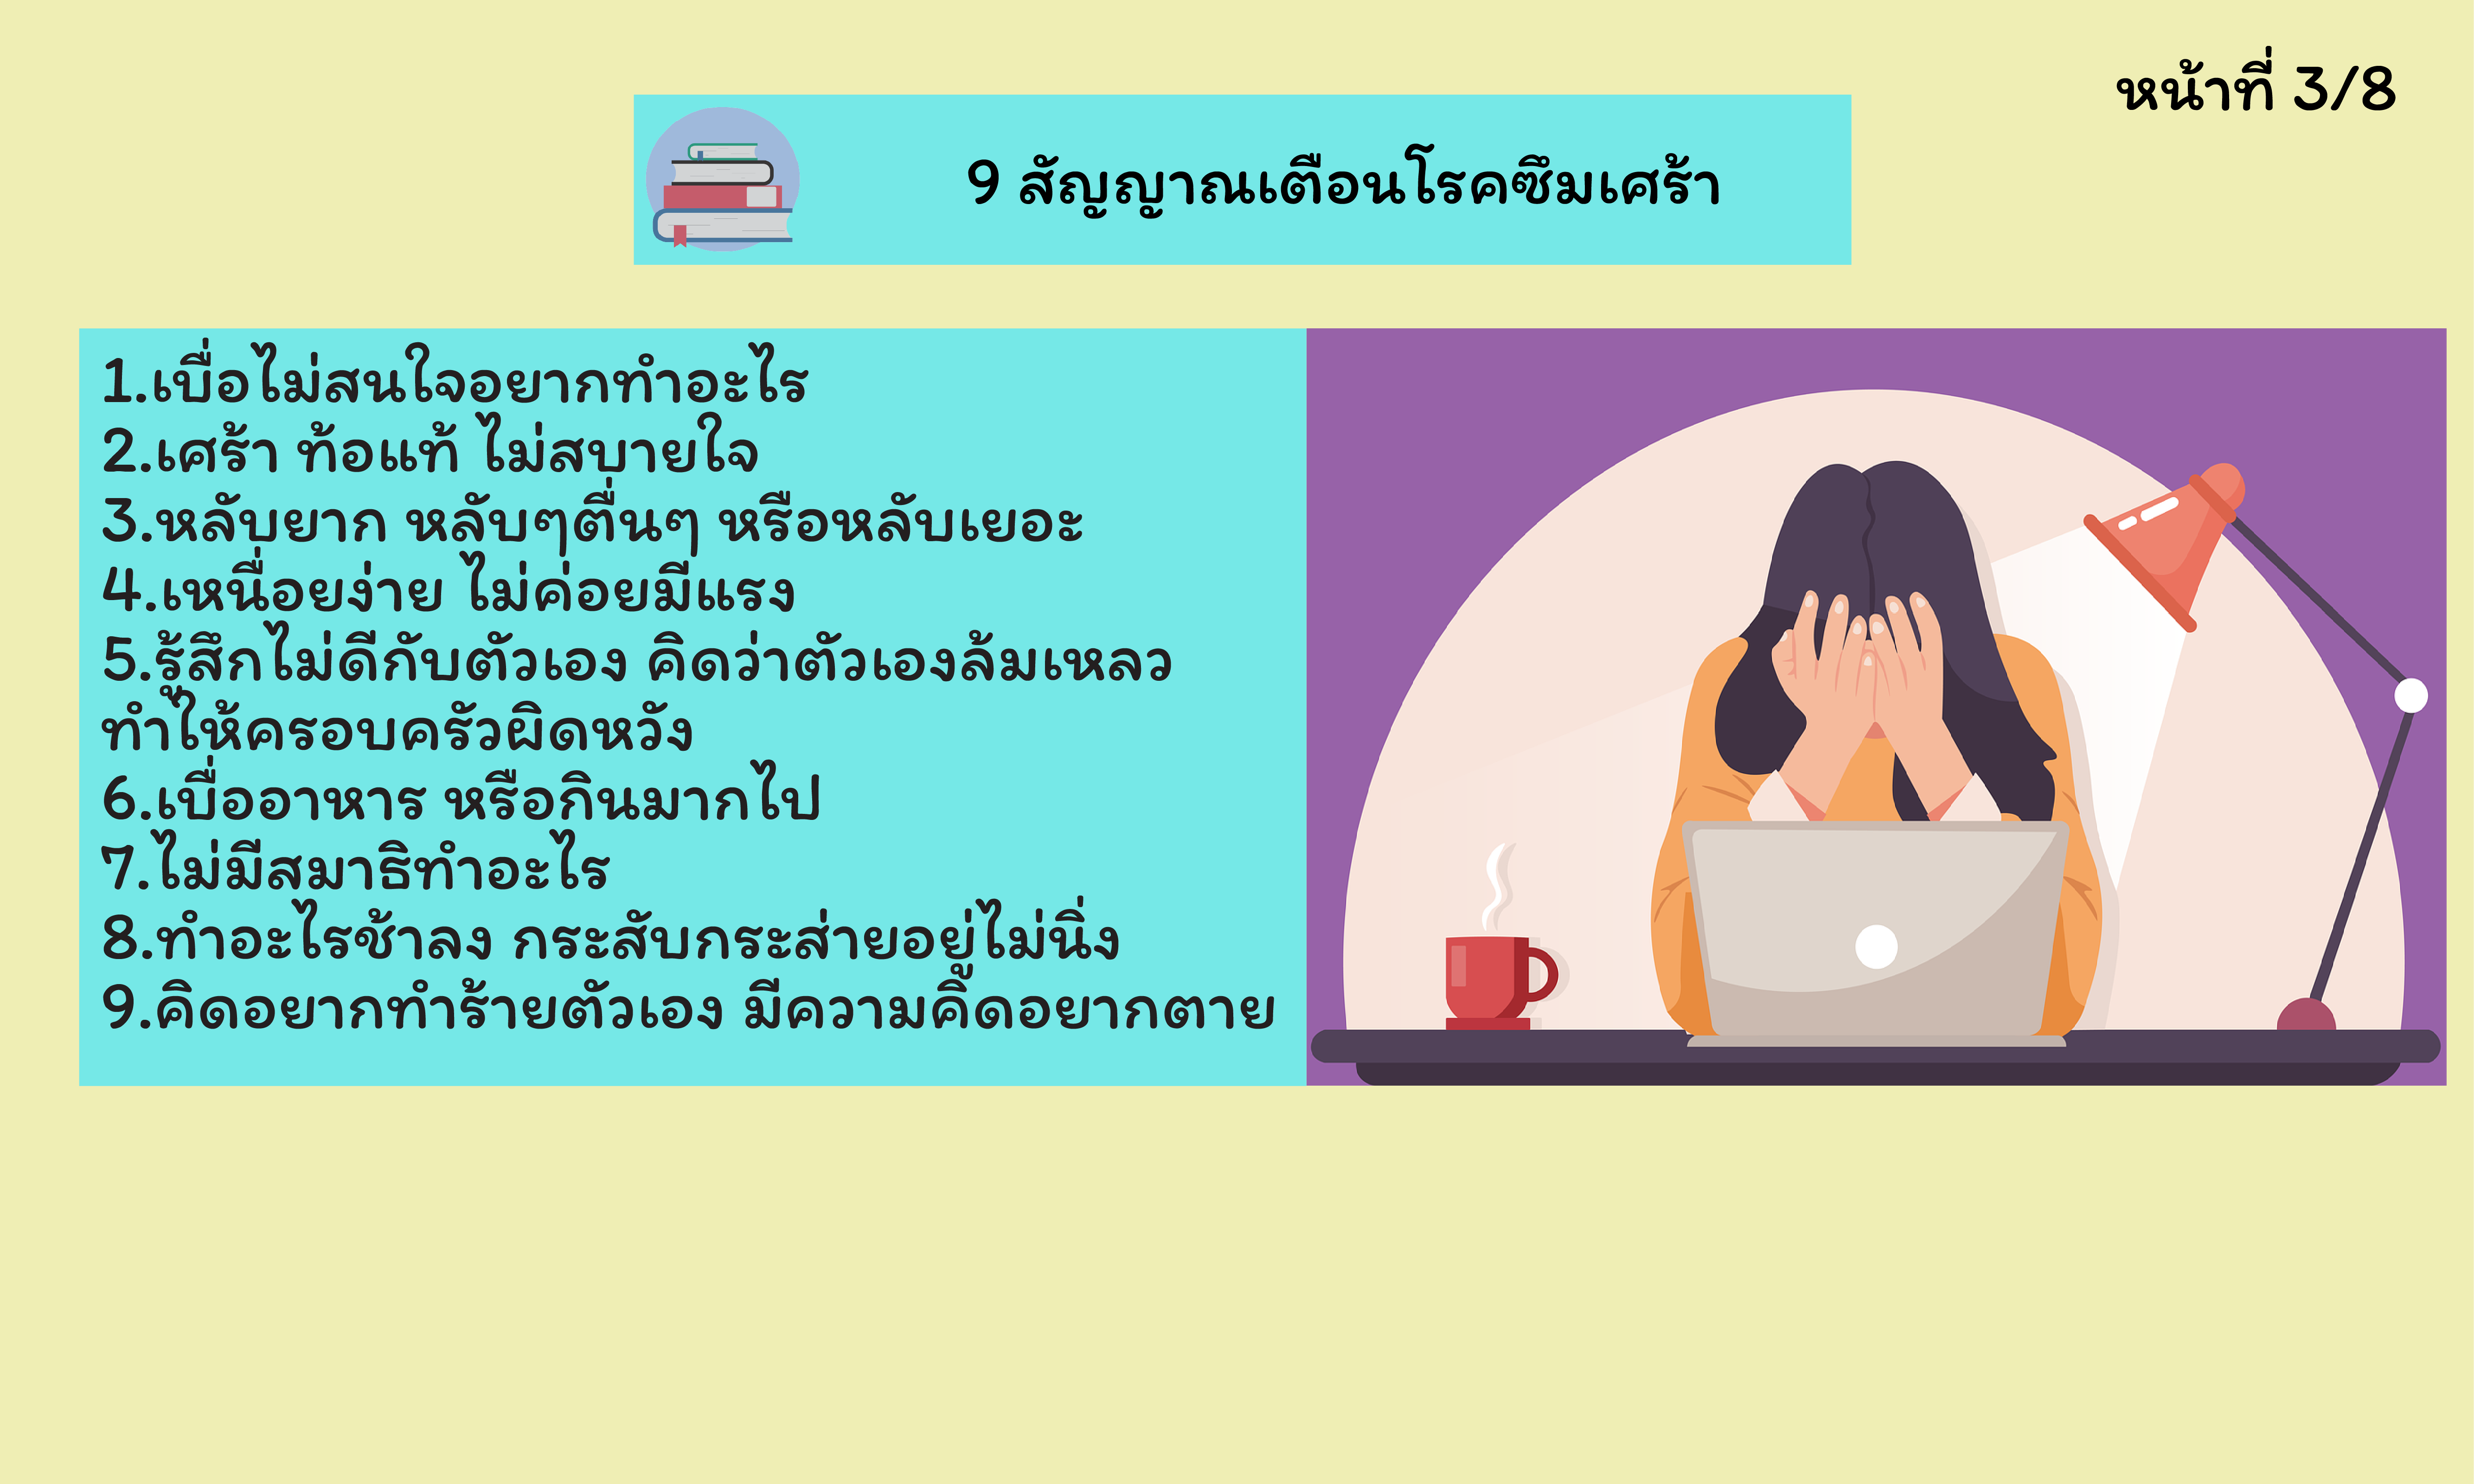 หน้าที่ 3/8
9 สัญญาณเตือนโรคซึมเศร้า
1.เบื่อไม่สนใจอยากทำอะไร
2.เศร้า ท้อแท้ ไม่สบายใจ
3.หลับยาก หลับๆตื่นๆ หรือหลับเยอะ
4.เหนื่อยง่าย ไม่ค่อยมีแรง
5.รู้สึกไม่ดีกับตัวเอง คิดว่าตัวเองล้มเหลว
ทำไห้ครอบครัวผิดหวัง
6.เบื่ออาหาร หรือกินมากไป
7.ไม่มีสมาธิทำอะไร
8.ทำอะไรช้าลง กระสับกระส่ายอยู่ไม่นิ่ง
9.คิดอยากทำร้ายตัวเอง มีความคิดอยากตาย